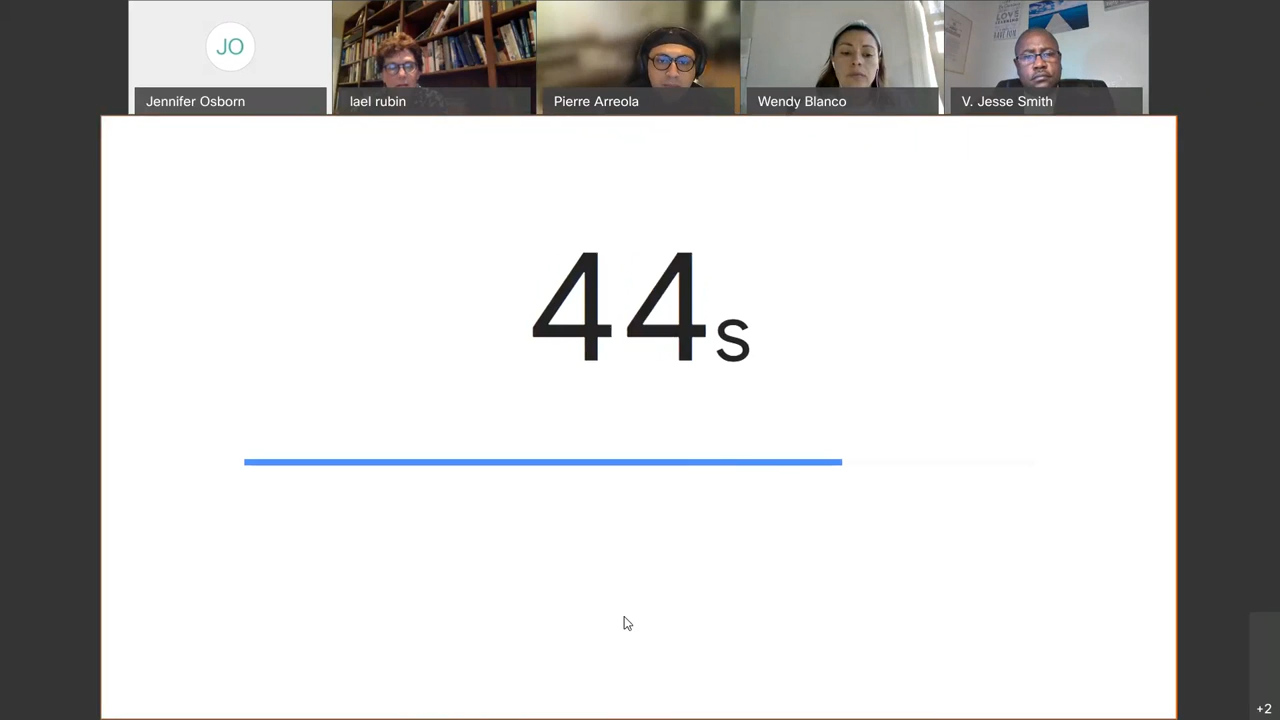 JO
Jennifer Osborn
lael rubin
Pierre Arreola
Wendy Blanco
V. Jesse Smith
44s
+2